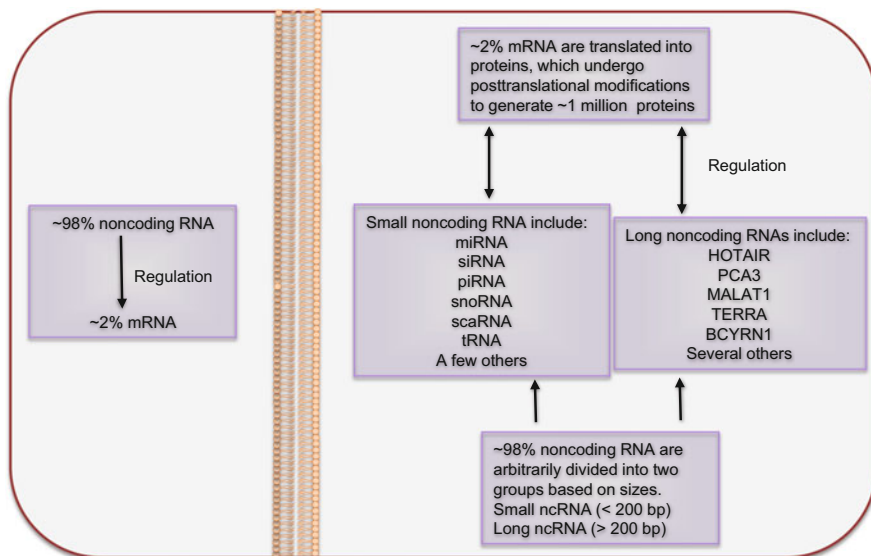 ~98% noncoding RNA
Regulation
~2% mRNA
~2% mRNA are translated into
proteins, which undergo
posttranslational modifications
to generate ~1 million proteins
Regulation
Small noncoding RNA include:
miRNA
siRNA
piRNA
snoRNA
scaRNA
tRNA
A few others
Long noncoding RNAs include:
HOTAIR
PCA3
MALAT1
TERRA
BCYRN1
Several others
~98% noncoding RNA are
arbitrarily divided into two
groups based on sizes.
Small ncRNA (< 200 bp)
Long ncRNA (> 200 bp)